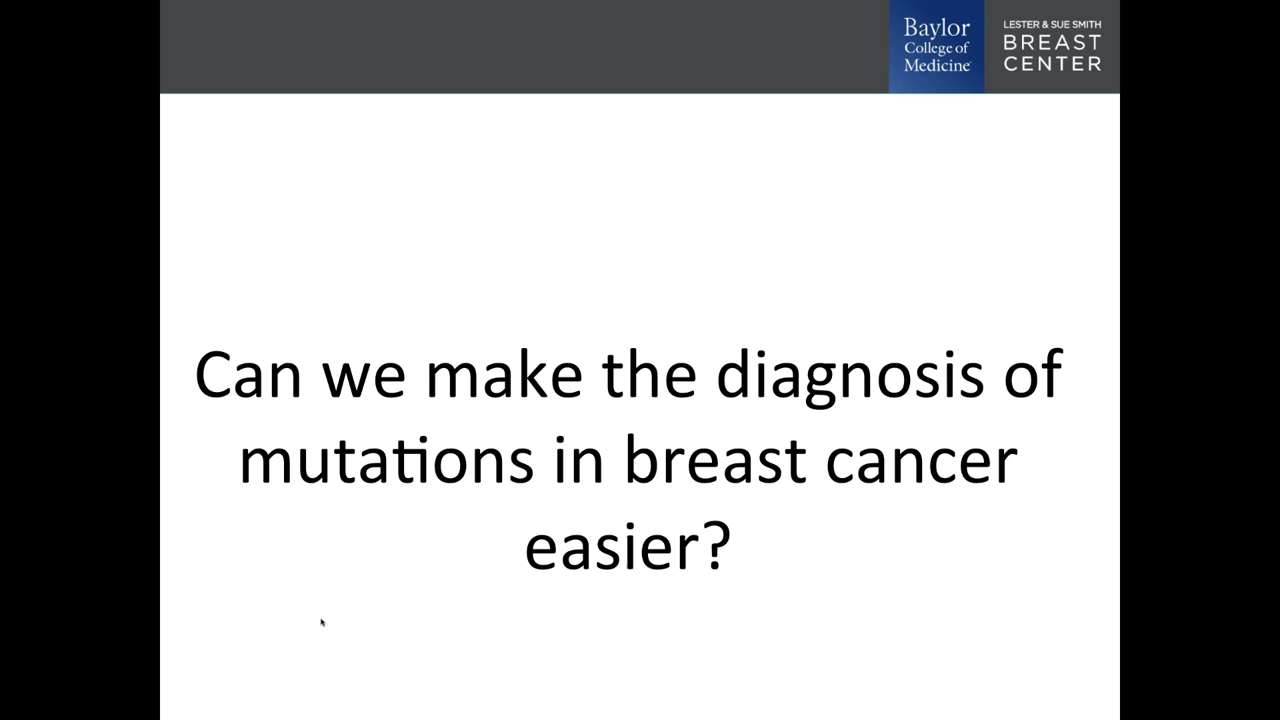 Baylor
College of
Medicine
LESTER & SUE SMITH
BREAST
CENTER
Can we make the diagnosis of
mutations in breast cancer
easier?